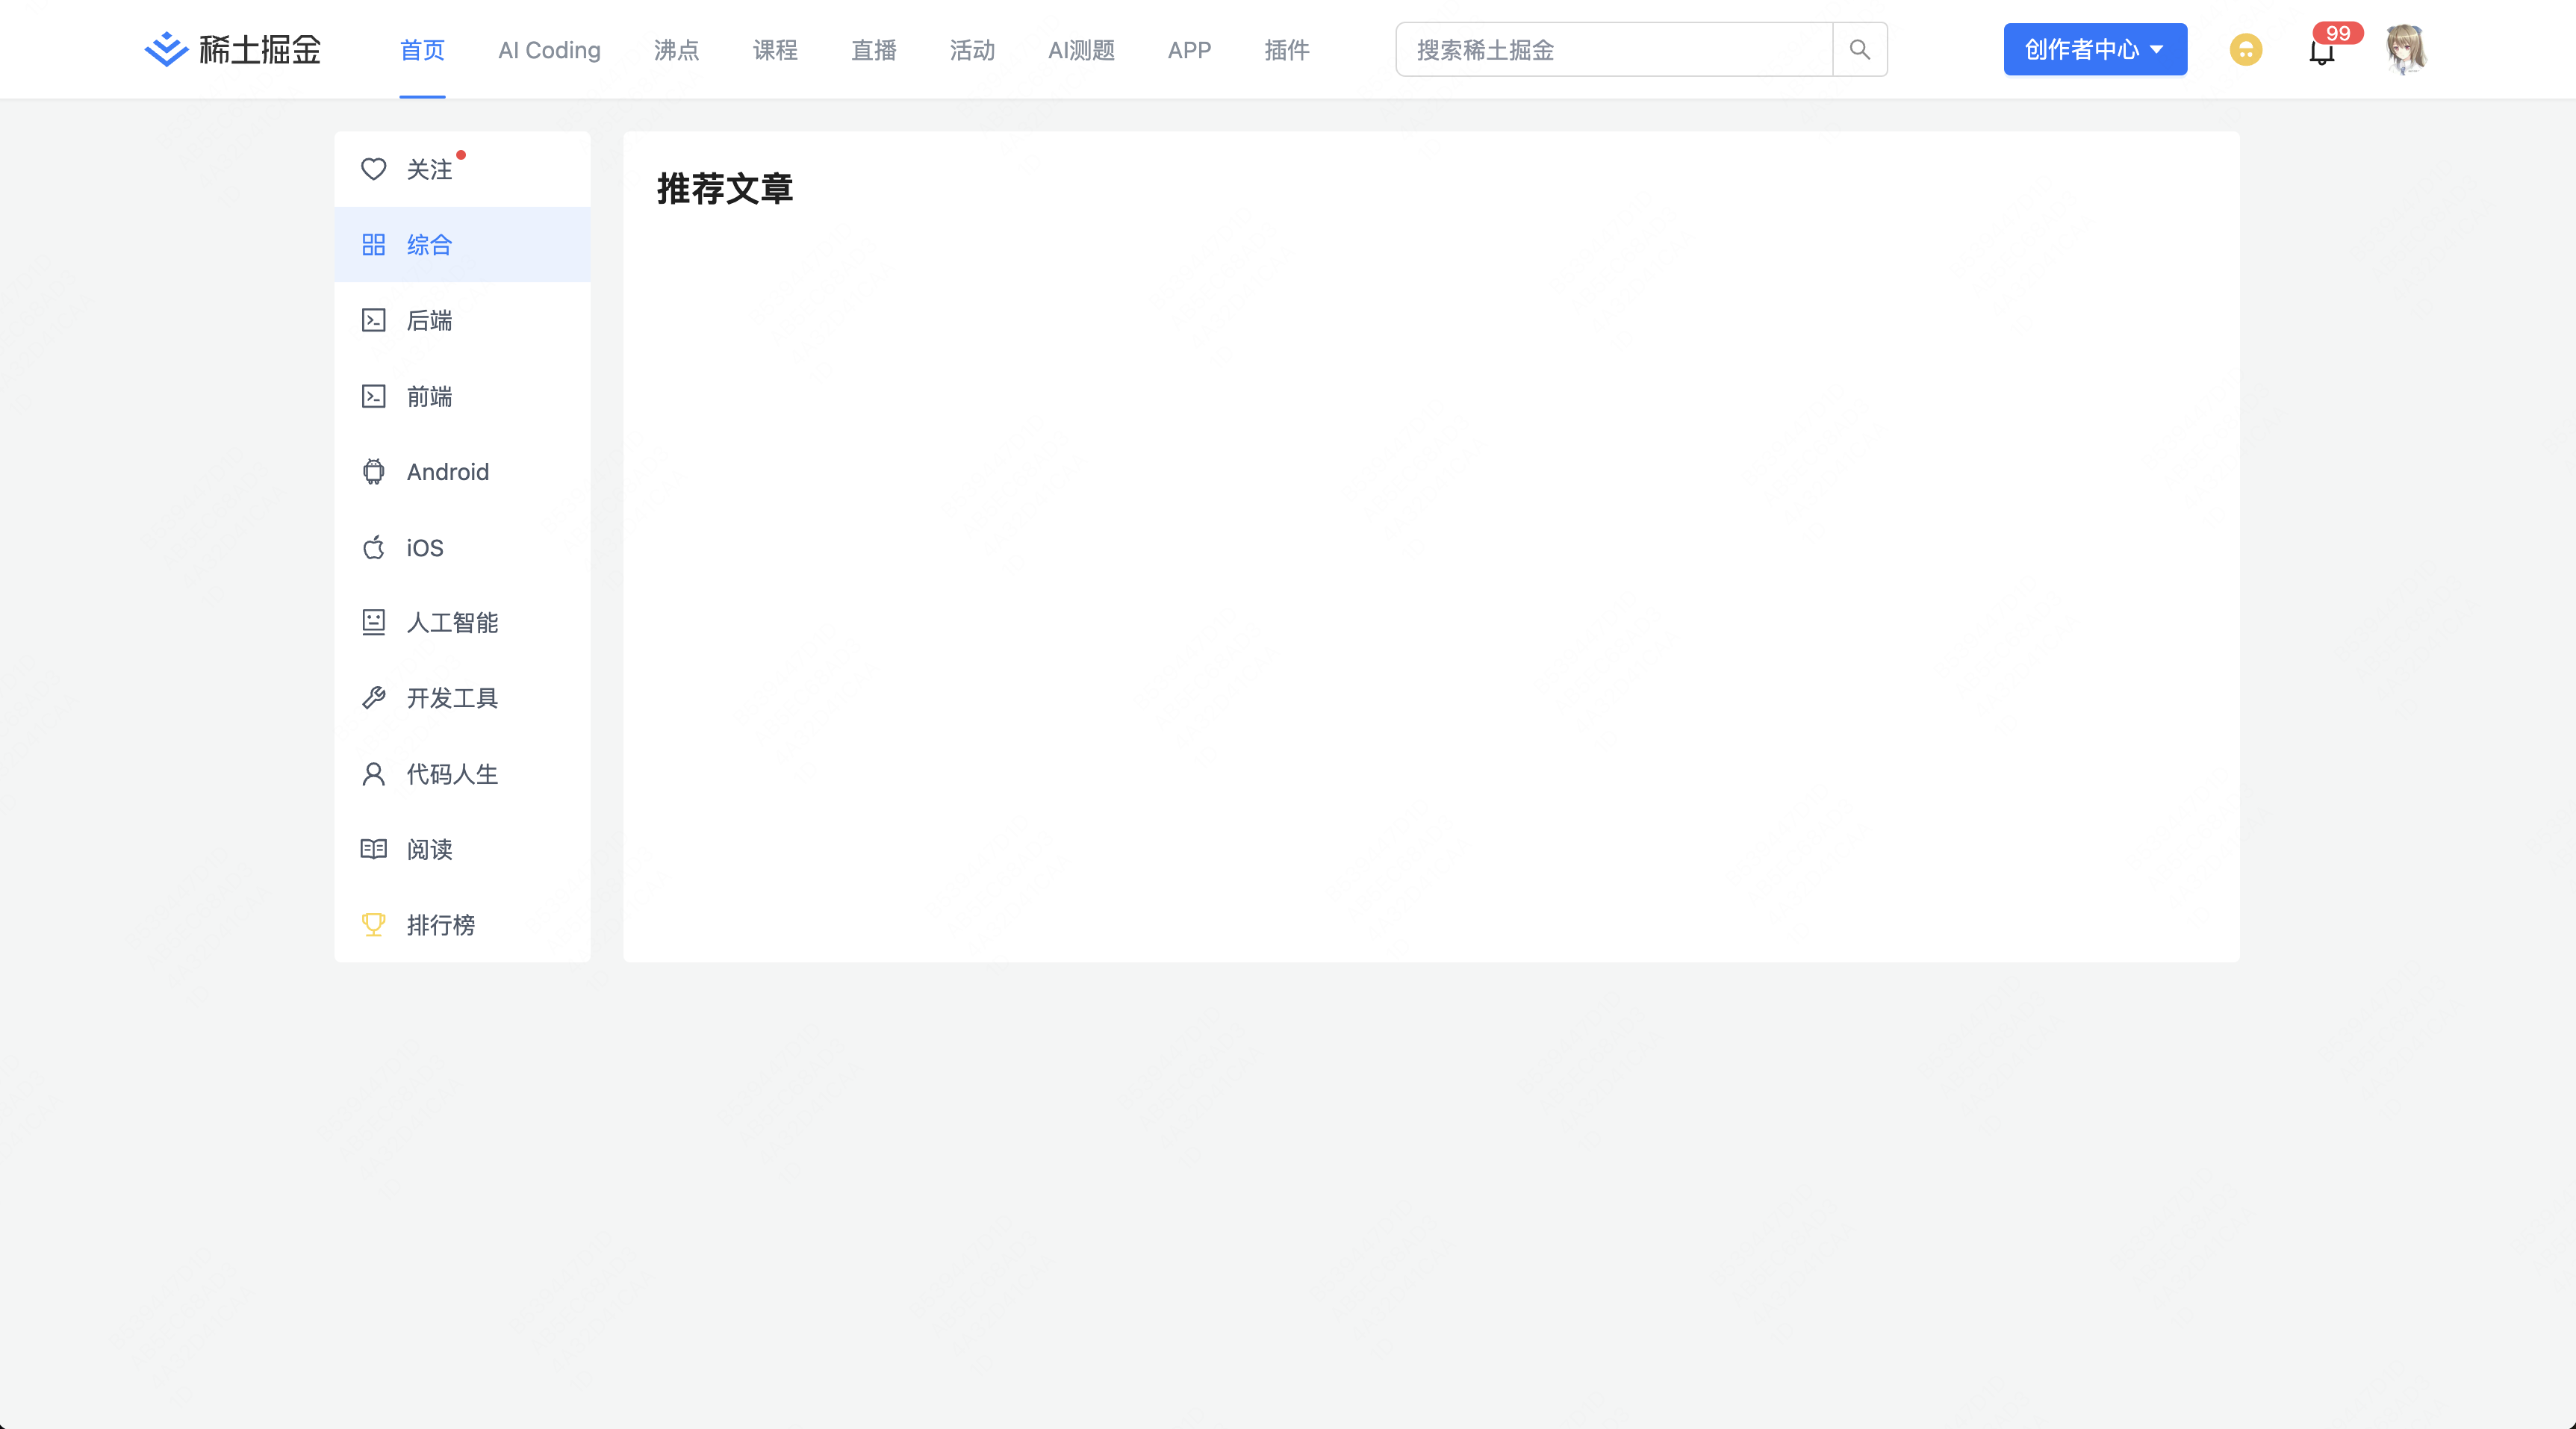 稀土掘金 首页 AI Coding 沸点 课程 直播 活动 AI测题 APP 插件 搜索稀土掘金 创作者中心 99
关注
推荐文章
综合
后端
前端
Android
iOS
人工智能
开发工具
代码人生
阅读
排行榜